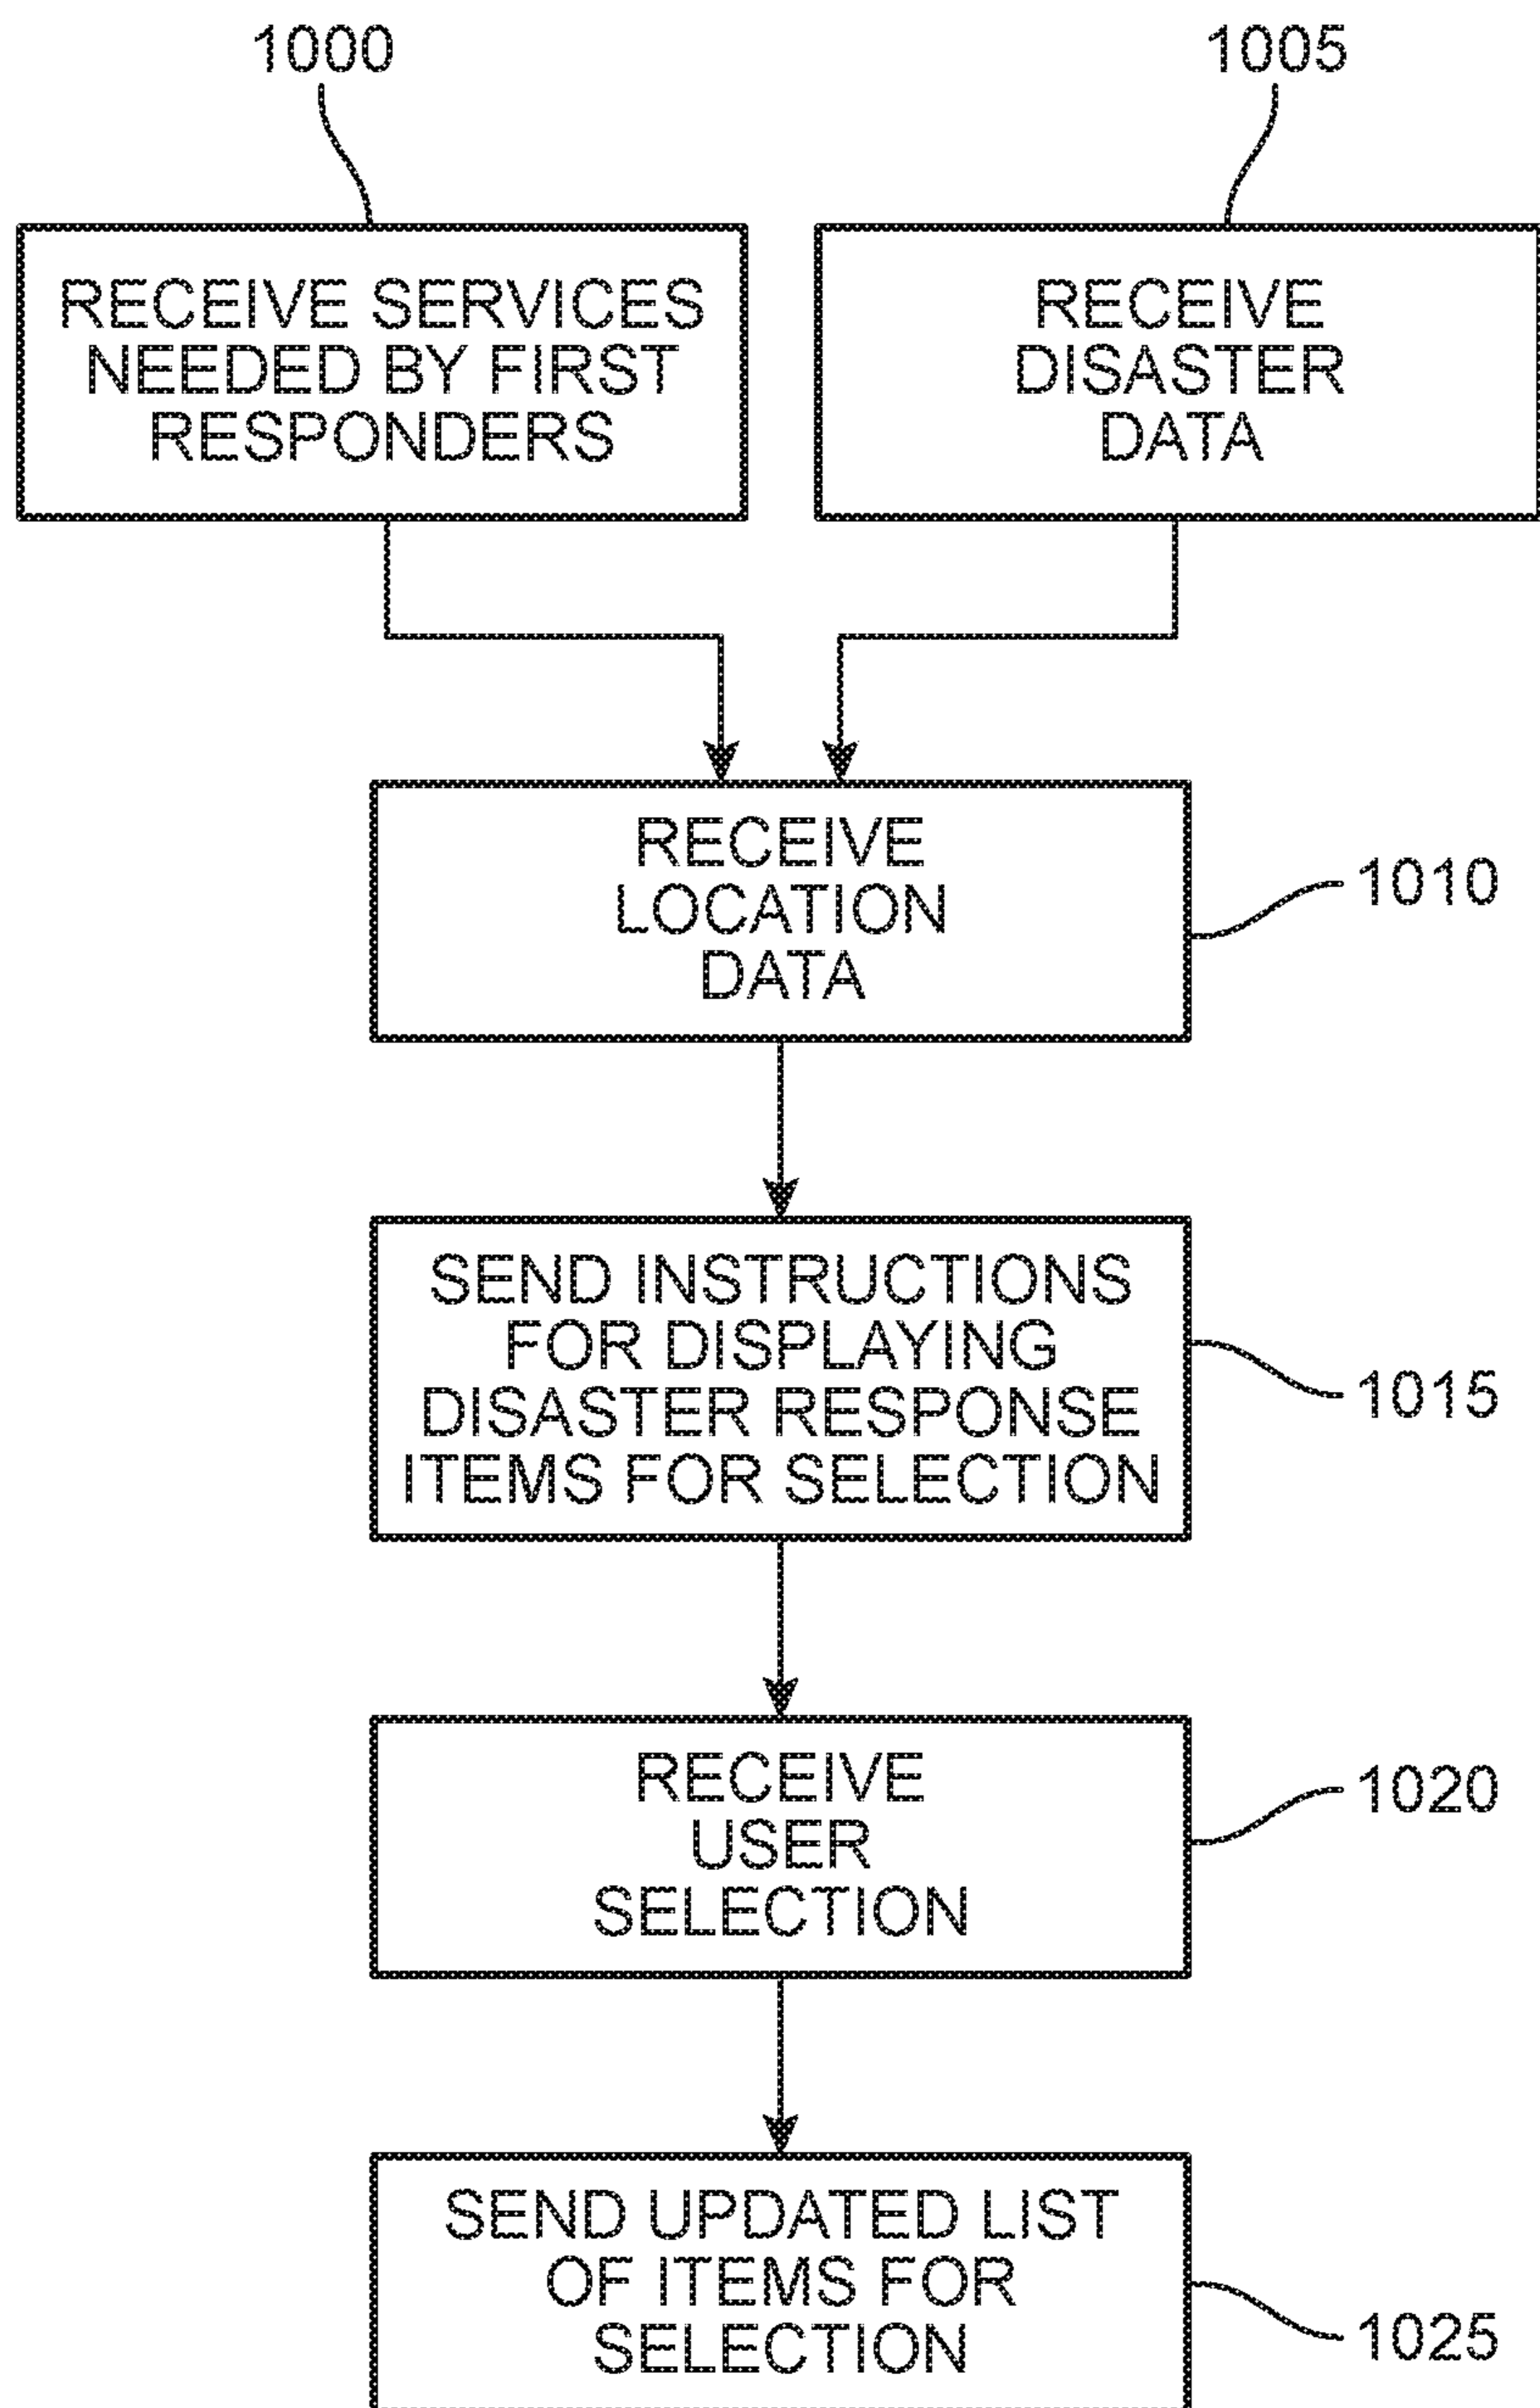 1000
1005
RECEIVE SERVICES
NEEDED BY FIRST
RESPONDERS
RECEIVE
DISASTER
DATA
RECEIVE
LOCATION
DATA
1010
SEND INSTRUCTIONS
FOR DISPLAYING
DISASTER RESPONSE
ITEMS FOR SELECTION
1015
RECEIVE
USER
SELECTION
1020
SEND UPDATED LIST
OF ITEMS FOR
SELECTION
1025